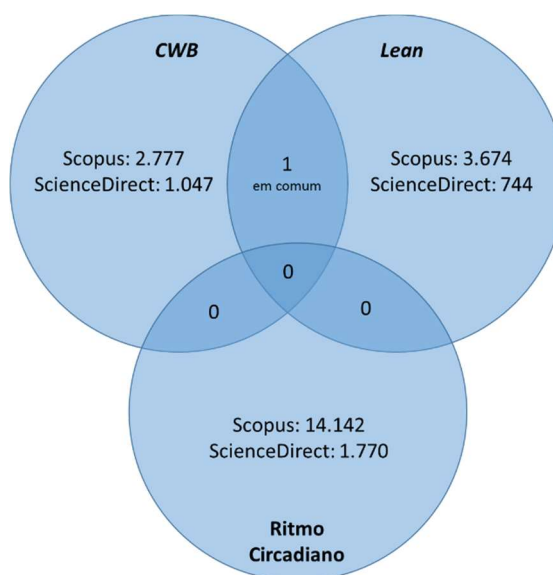 CWB
Lean
Scopus: 2.777
ScienceDirect: 1.047
1
em comum
Scopus: 3.674
ScienceDirect: 744
0
0
0
Scopus: 14.142
ScienceDirect: 1.770
Ritmo
Circadiano